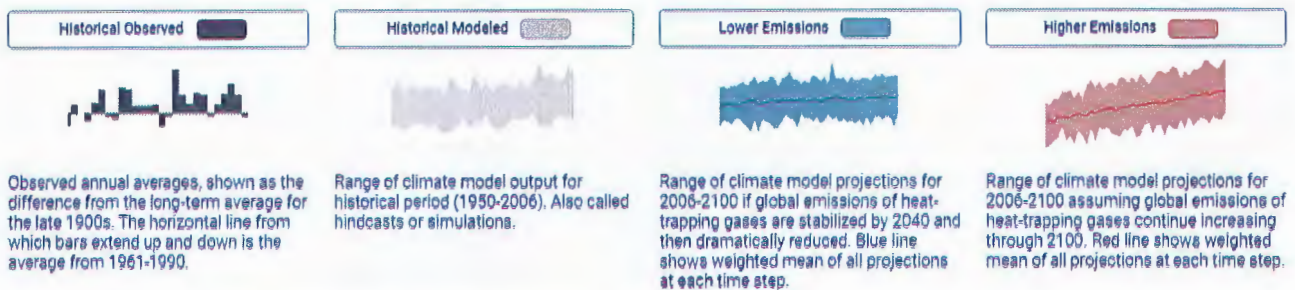 Historical Observed
Historical Modeled
Lower Emissions
Higher Emissions
Observed annual averages, shown as the
difference from the long-term average for
the late 1900s. The horizontal line from
which bars extend up and down is the
average from 1961-1990.
Range of climate model output for
historical period (1950-2006). Also called
hindcasts or simulations.
Range of climate model projections for
2006-2100 if global emissions of heat-
trapping gases are stabilized by 2040 and
then dramatically reduced. Blue line
shows weighted mean of all projections
at each time step.
Range of climate model projections for
2006-2100 assuming global emissions of
heat-trapping gases continue increasing
through 2100. Red line shows weighted
mean of all projections at each time step.